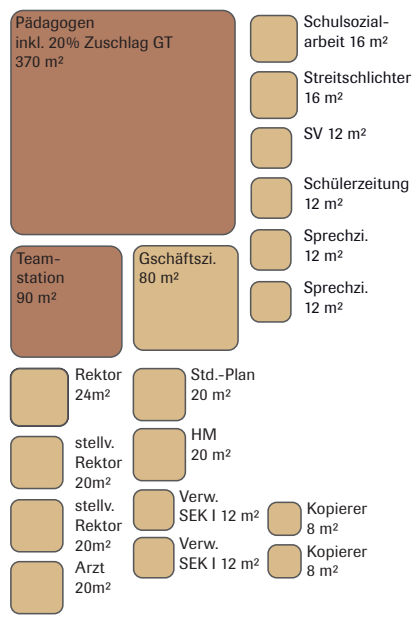 Pädagogen
inkl. 20% Zuschlag GT
370 m²
Schulsozial-
arbeit 16 m²
Streitschlichter
16 m²
SV 12 m²
Schülerzeitung
12 m²
Sprechzi.
12 m²
Sprechzi.
12 m²
Team-
station
90 m²
Gschäftszi.
80 m²
Rektor
24m²
stellv.
Rektor
20m²
stellv.
Rektor
20m²
Arzt
20m²
Std.-Plan
20 m²
HM
20 m²
Verw.
SEK I 12 m²
Verw.
SEK I 12 m²
Kopierer
8 m²
Kopierer
8 m²